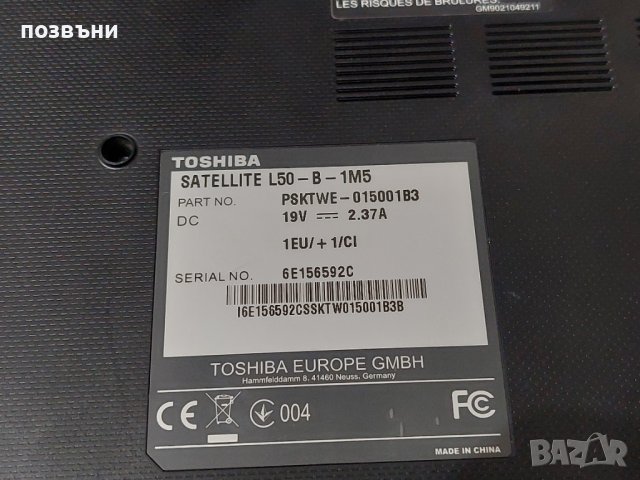 позвъни
LES RISQUES DE BRÛLURES.
GM9021049211
TOSHIBA
SATELLITE L50-B-1M5
PART NO. PSKTWE-015001B3
DC 19V 2.37A
1EU/+1/CI
SERIAL NO. 6E156592C
I6E156592CSSKTW015001B3B
TOSHIBA EUROPE GMBH
Hammfelddamm 8, 41460 Neuss, Germany
CE 004 FC
MADE IN CHINA
BAZAR